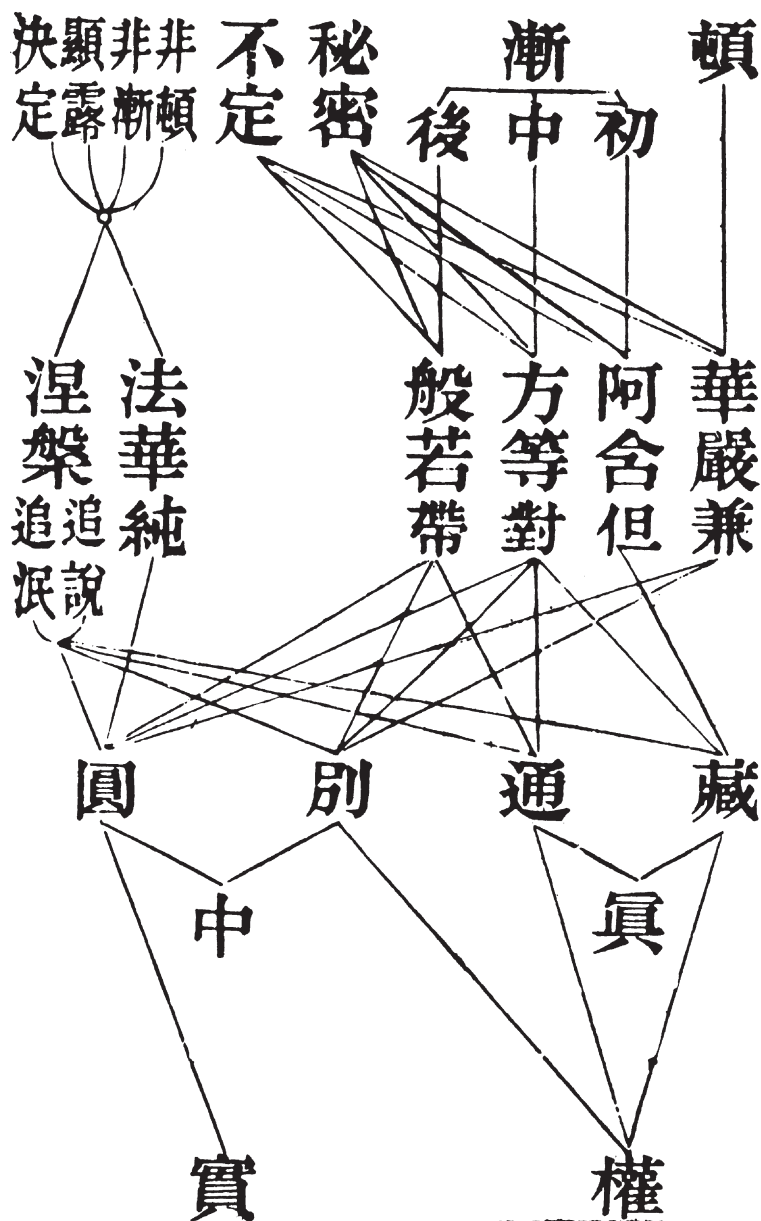 頓
漸
初
中
後
秘密
不定
非頓
非漸
顯露
決定
華嚴兼
阿含但
方等對
般若帶
法華純
涅槃
追說
追泯
藏
通
別
圓
眞
中
權
實